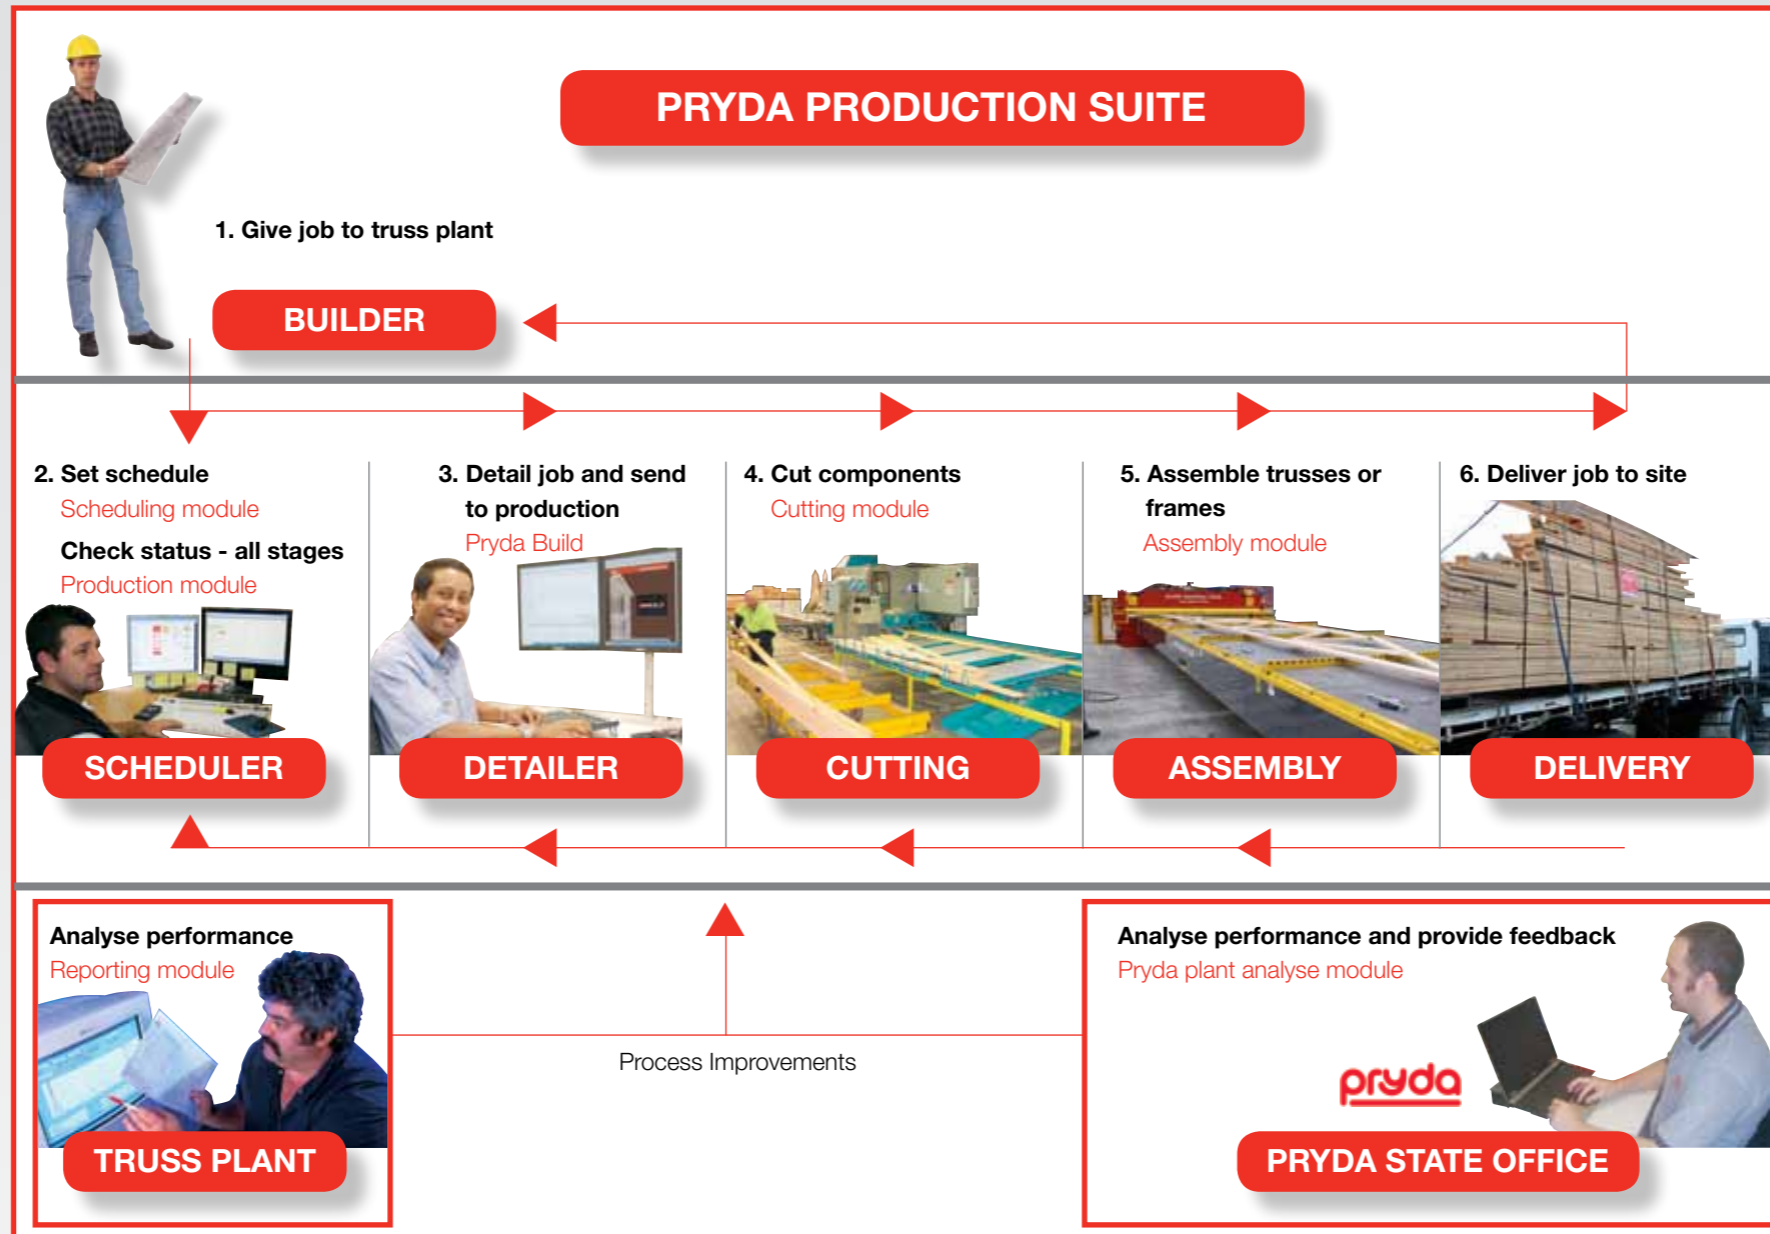 PRYDA PRODUCTION SUITE
1. Give job to truss plant
BUILDER
2. Set schedule
Scheduling module
Check status - all stages
Production module
SCHEDULER
3. Detail job and send
to production
Pryda Build
DETAILER
4. Cut components
Cutting module
CUTTING
5. Assemble trusses or
frames
Assembly module
ASSEMBLY
6. Deliver job to site
DELIVERY
Analyse performance
Reporting module
TRUSS PLANT
Process Improvements
Analyse performance and provide feedback
Pryda plant analyse module
pryda
PRYDA STATE OFFICE